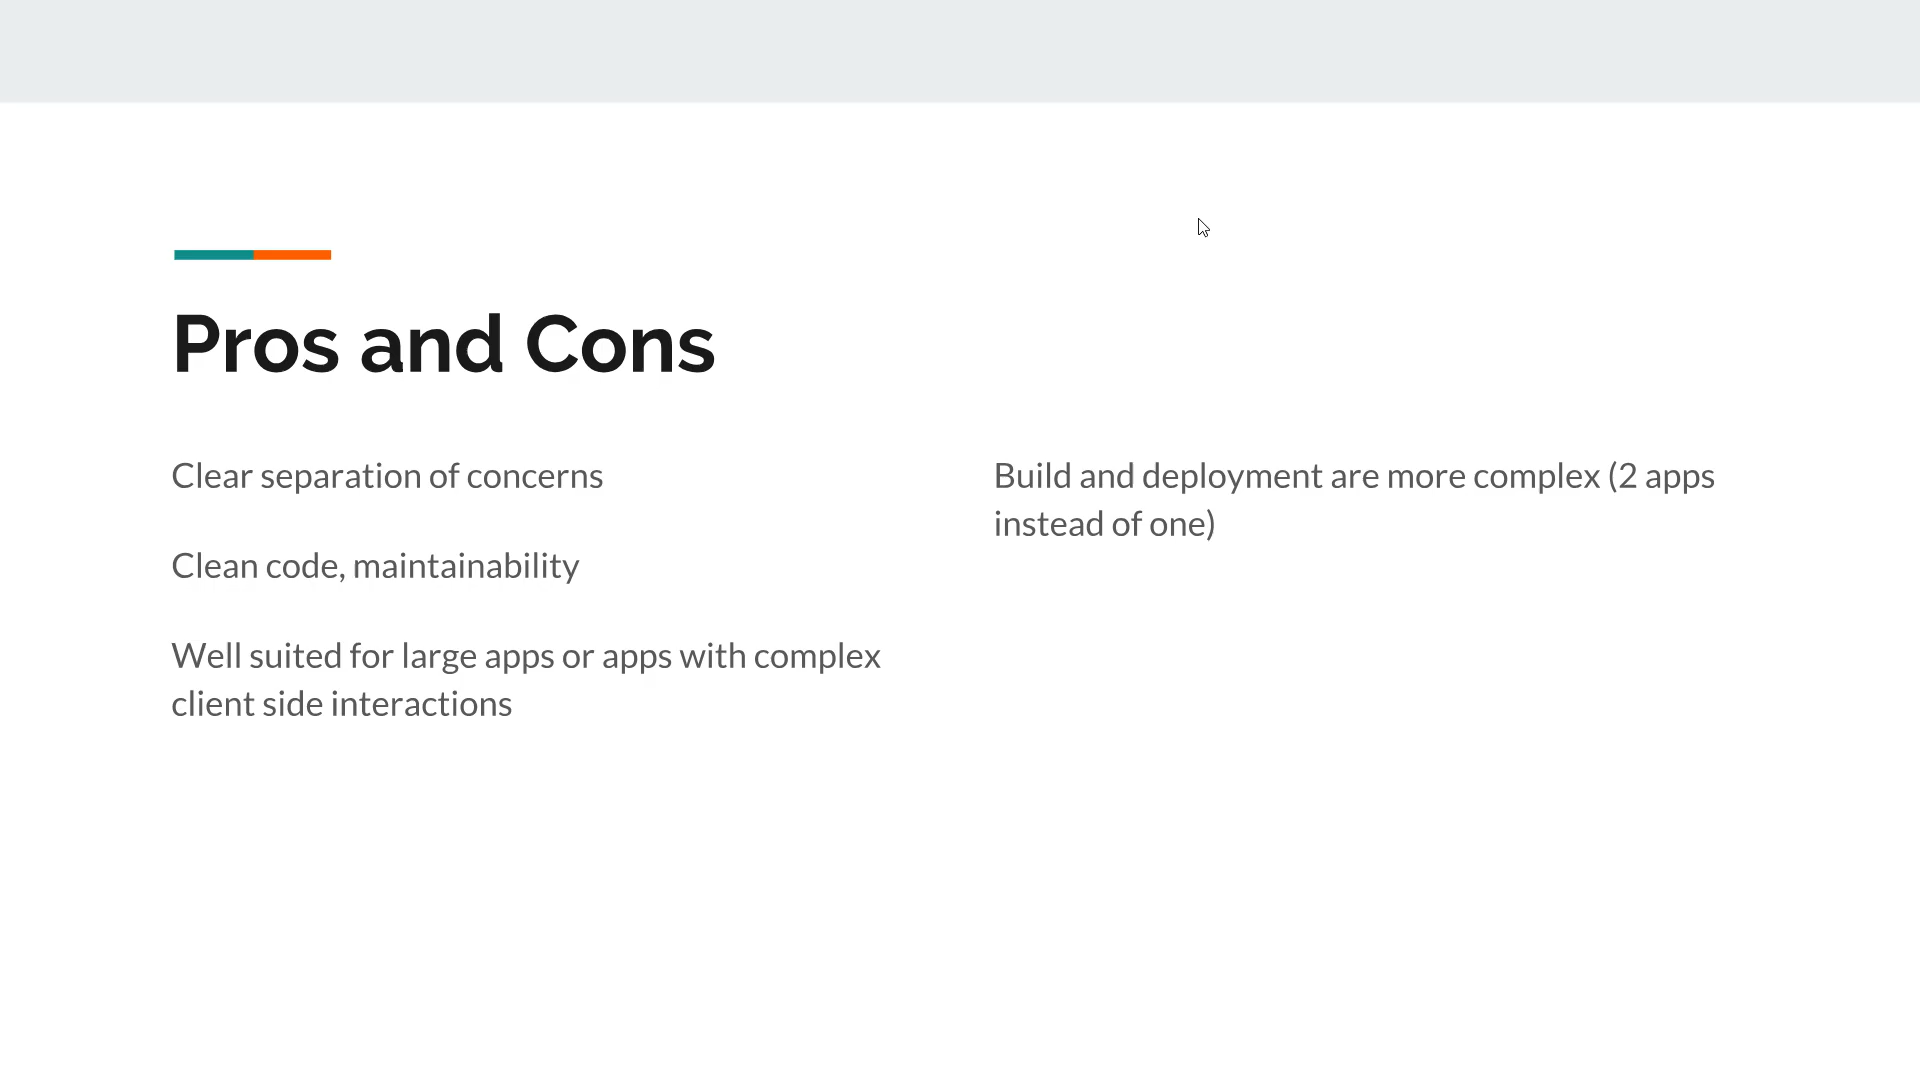 Pros and Cons
Clear separation of concerns
Clean code, maintainability
Well suited for large apps or apps with complex
client side interactions
Build and deployment are more complex (2 apps
instead of one)